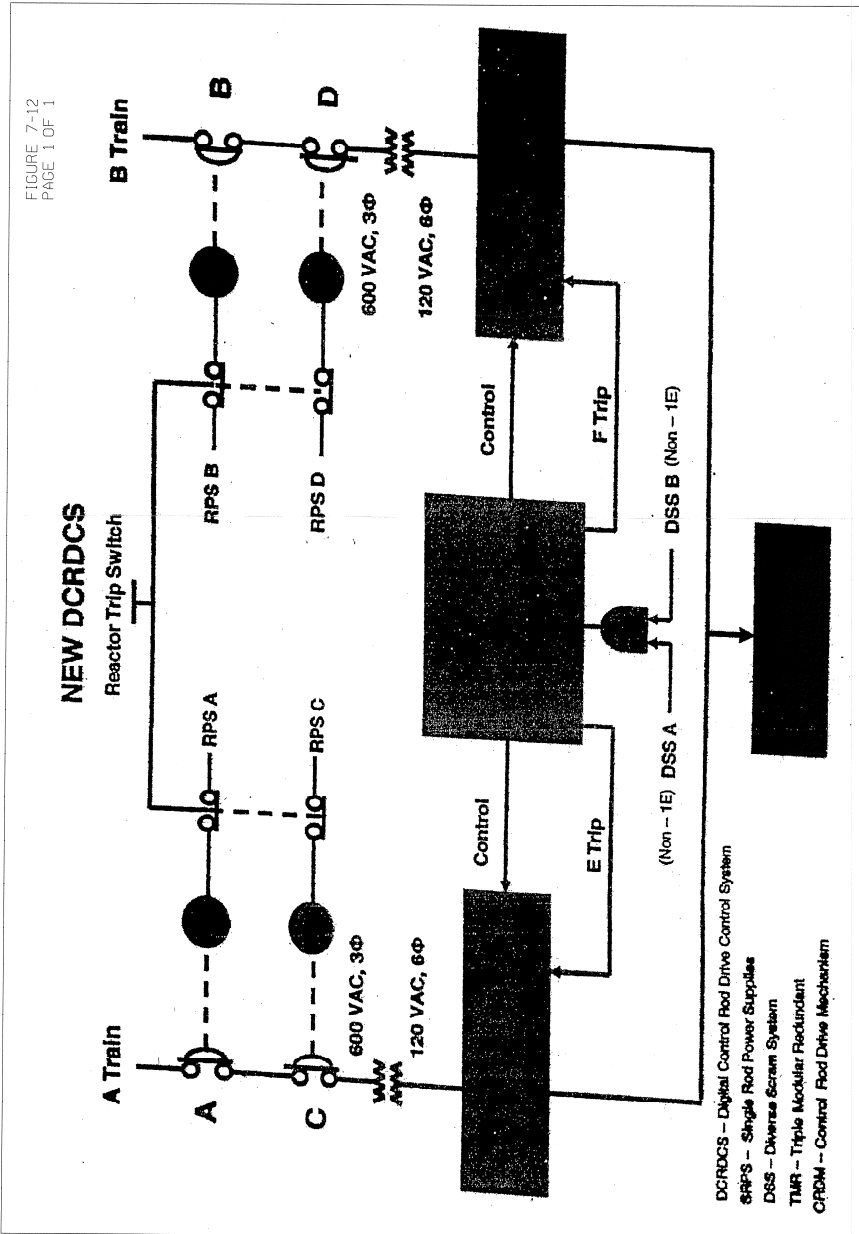 FIGURE 7-12
PAGE 1 OF 1
NEW DCRDCS
Reactor Trip Switch
A Train
B Train
A
RPS A
RPS B
B
C
RPS C
RPS D
D
600 VAC, 3Φ
600 VAC, 3Φ
120 VAC, 6Φ
120 VAC, 6Φ
Control
Control
E Trip
F Trip
(Non – 1E) DSS A
DSS B (Non – 1E)
DCRDCS – Digital Control Rod Drive Control System
SRPS – Single Rod Power Supplies
DSS – Diverse Scram System
TMR – Triple Modular Redundant
CRDM – Control Rod Drive Mechanism